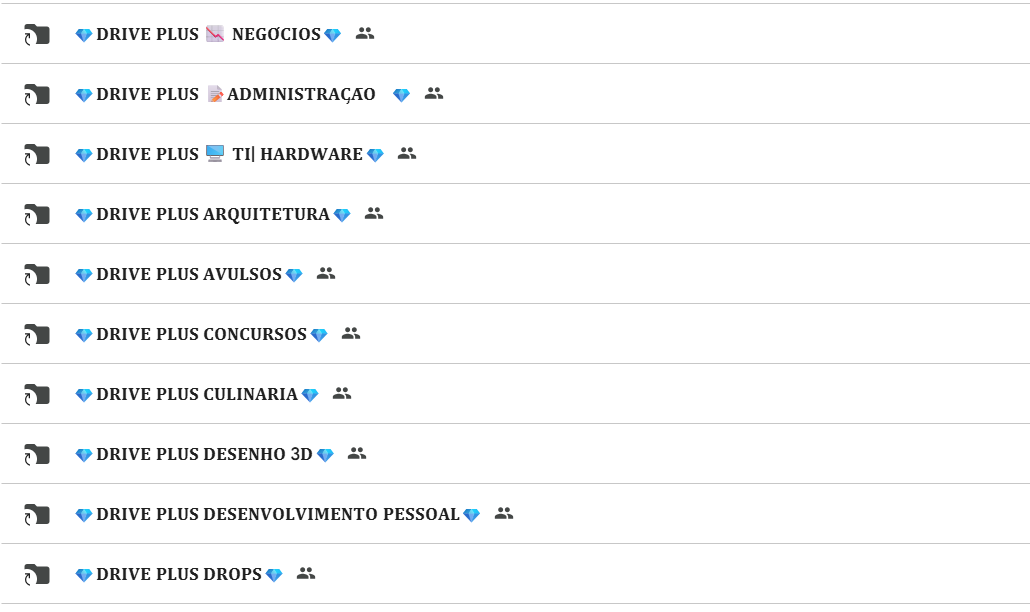 💎DRIVE PLUS 📉 NEGÓCIOS💎
💎DRIVE PLUS 📝ADMINISTRAÇÃO 💎
💎DRIVE PLUS 🖥️ TI| HARDWARE💎
💎DRIVE PLUS ARQUITETURA💎
💎DRIVE PLUS AVULSOS💎
💎DRIVE PLUS CONCURSOS💎
💎DRIVE PLUS CULINARIA💎
💎DRIVE PLUS DESENHO 3D💎
💎DRIVE PLUS DESENVOLVIMENTO PESSOAL💎
💎DRIVE PLUS DROPS💎